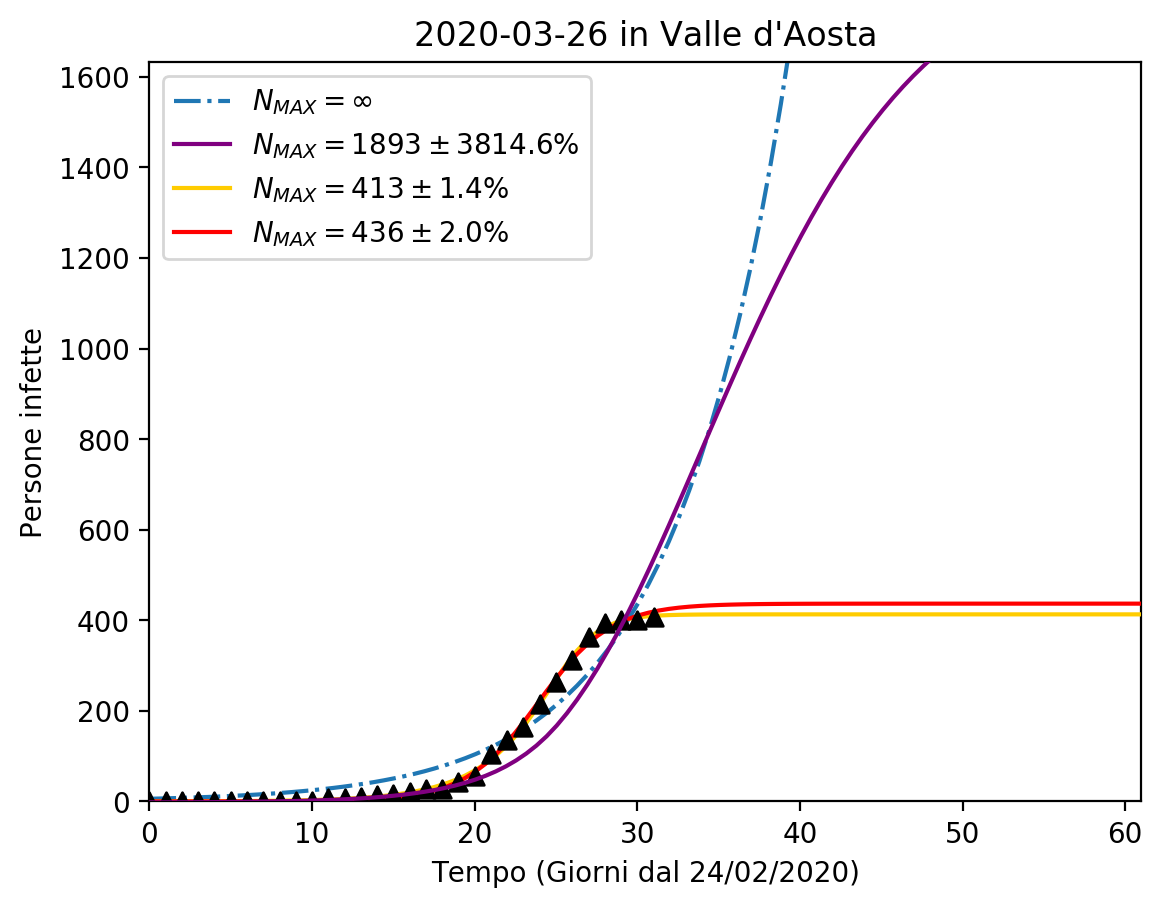 2020-03-26 in Valle d'Aosta
N_MAX = ∞
N_MAX = 1893 ± 3814.6%
N_MAX = 413 ± 1.4%
N_MAX = 436 ± 2.0%
Persone infette
1600
1400
1200
1000
800
600
400
200
0
0 10 20 30 40 50 60
Tempo (Giorni dal 24/02/2020)